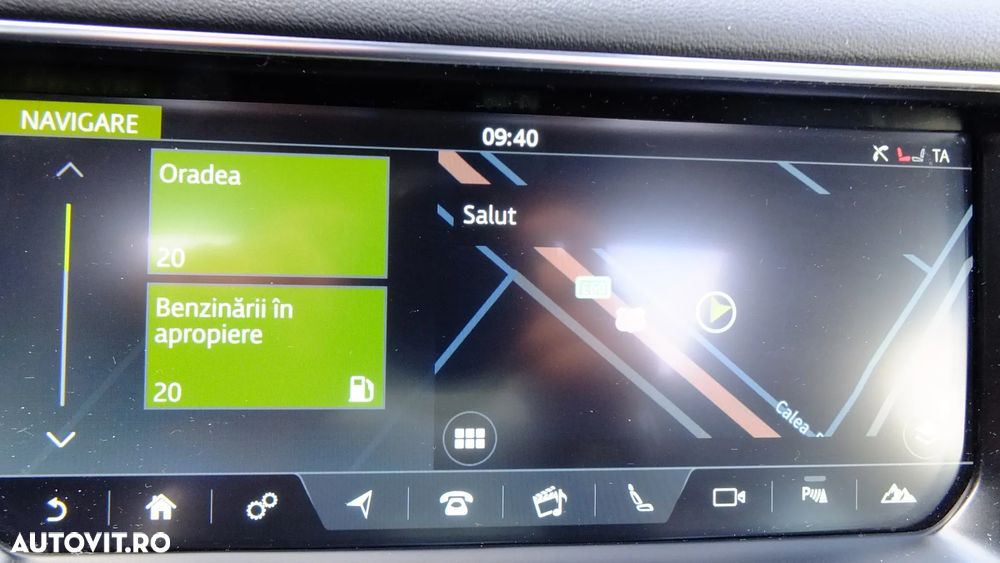 NAVIGARE
09:40
TA
Oradea
20
Salut
Benzinării în
apropiere
20
Calea
AUTOVIT.RO